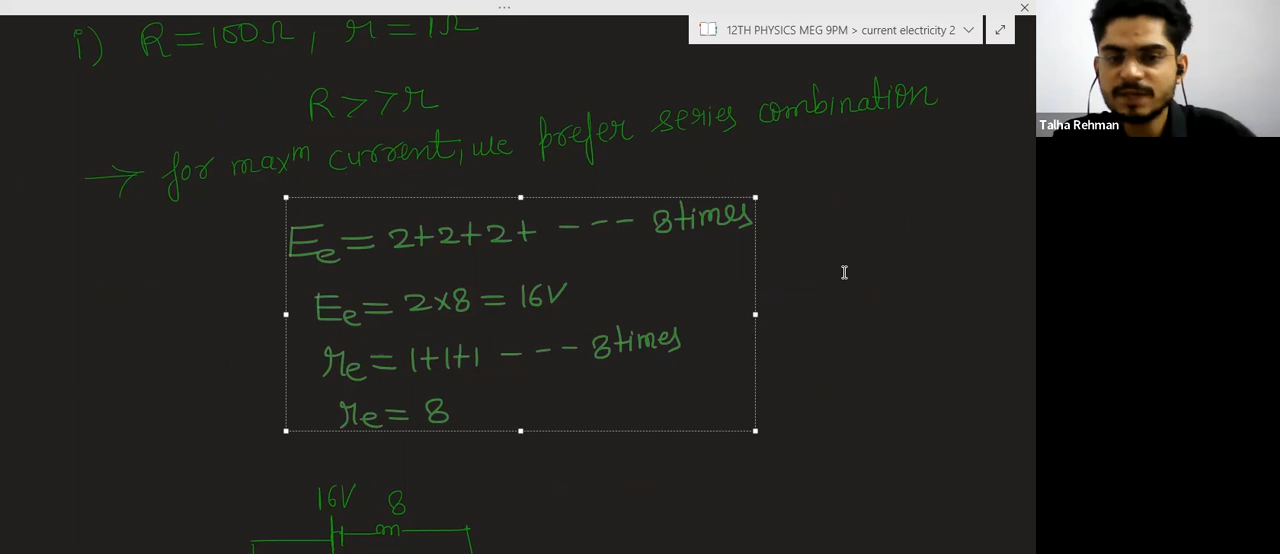 12TH PHYSICS MEG 9PM > current electricity 2
i) R=100Ω, r=1Ω
R>>r
→ for maxᵐ current, we prefer series combination
Ee = 2+2+2+ ---- 8times
Ee = 2×8 = 16V
re = 1+1+1 ---- 8times
re = 8
16V 8
Talha Rehman